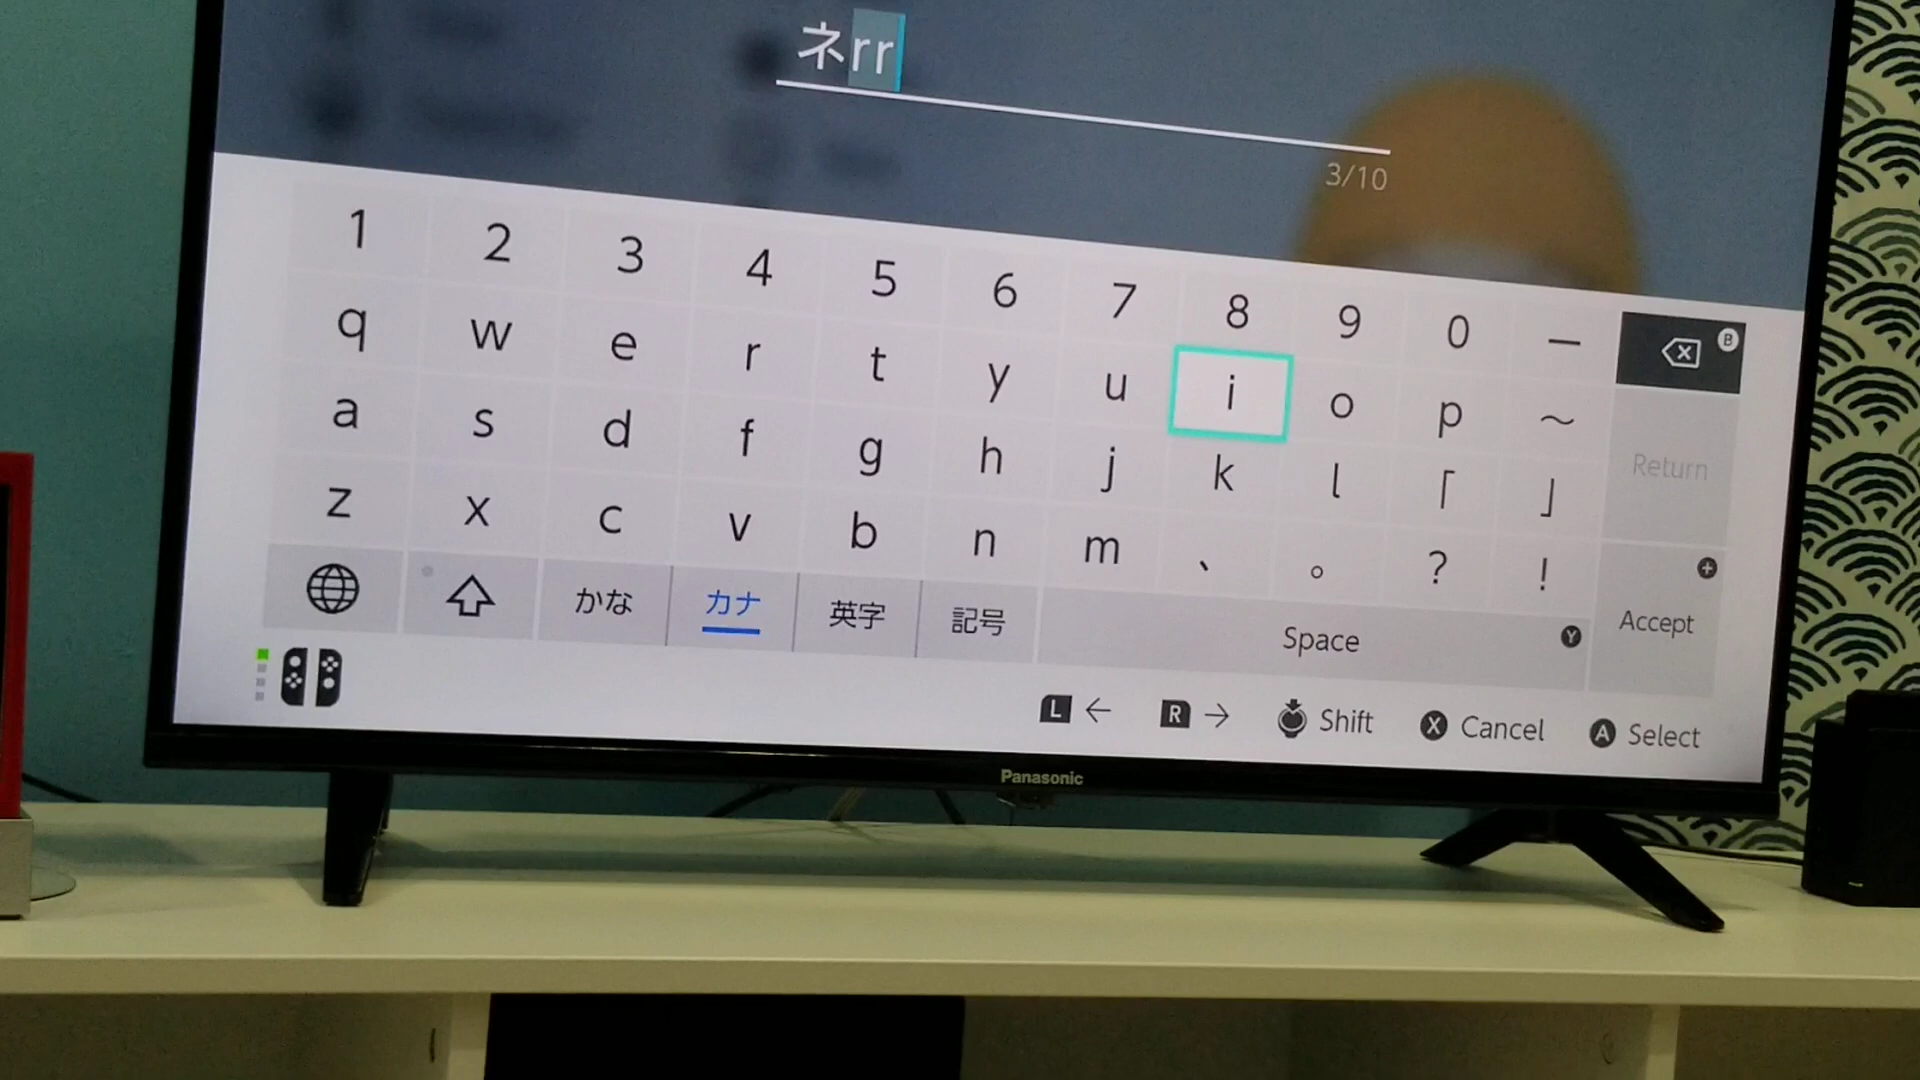 ネrr
3/10
1 2 3 4 5 6 7 8 9 0 ー
q w e r t y u i o p ～
a s d f g h j k l 「 」
z x c v b n m 、 。 ? !
B
Return
Accept
かな カナ 英字 記号 Space Y
L ← R → Shift X Cancel A Select
Panasonic